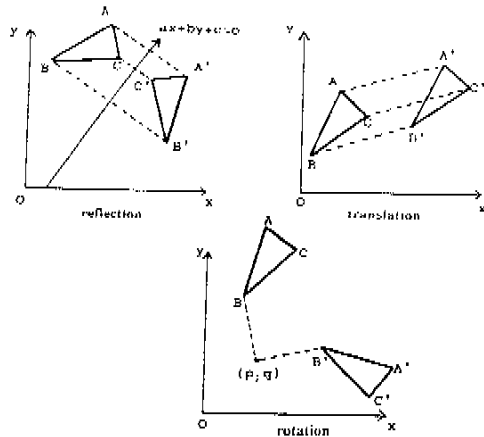 y
A
ax+by+c=0
B
C
C'
A'
B'
O
x
reflection
y
A'
A
C'
C
B'
B
O
x
translation
y
A
C
B
(p;q)
B'
A'
C'
O
x
rotation